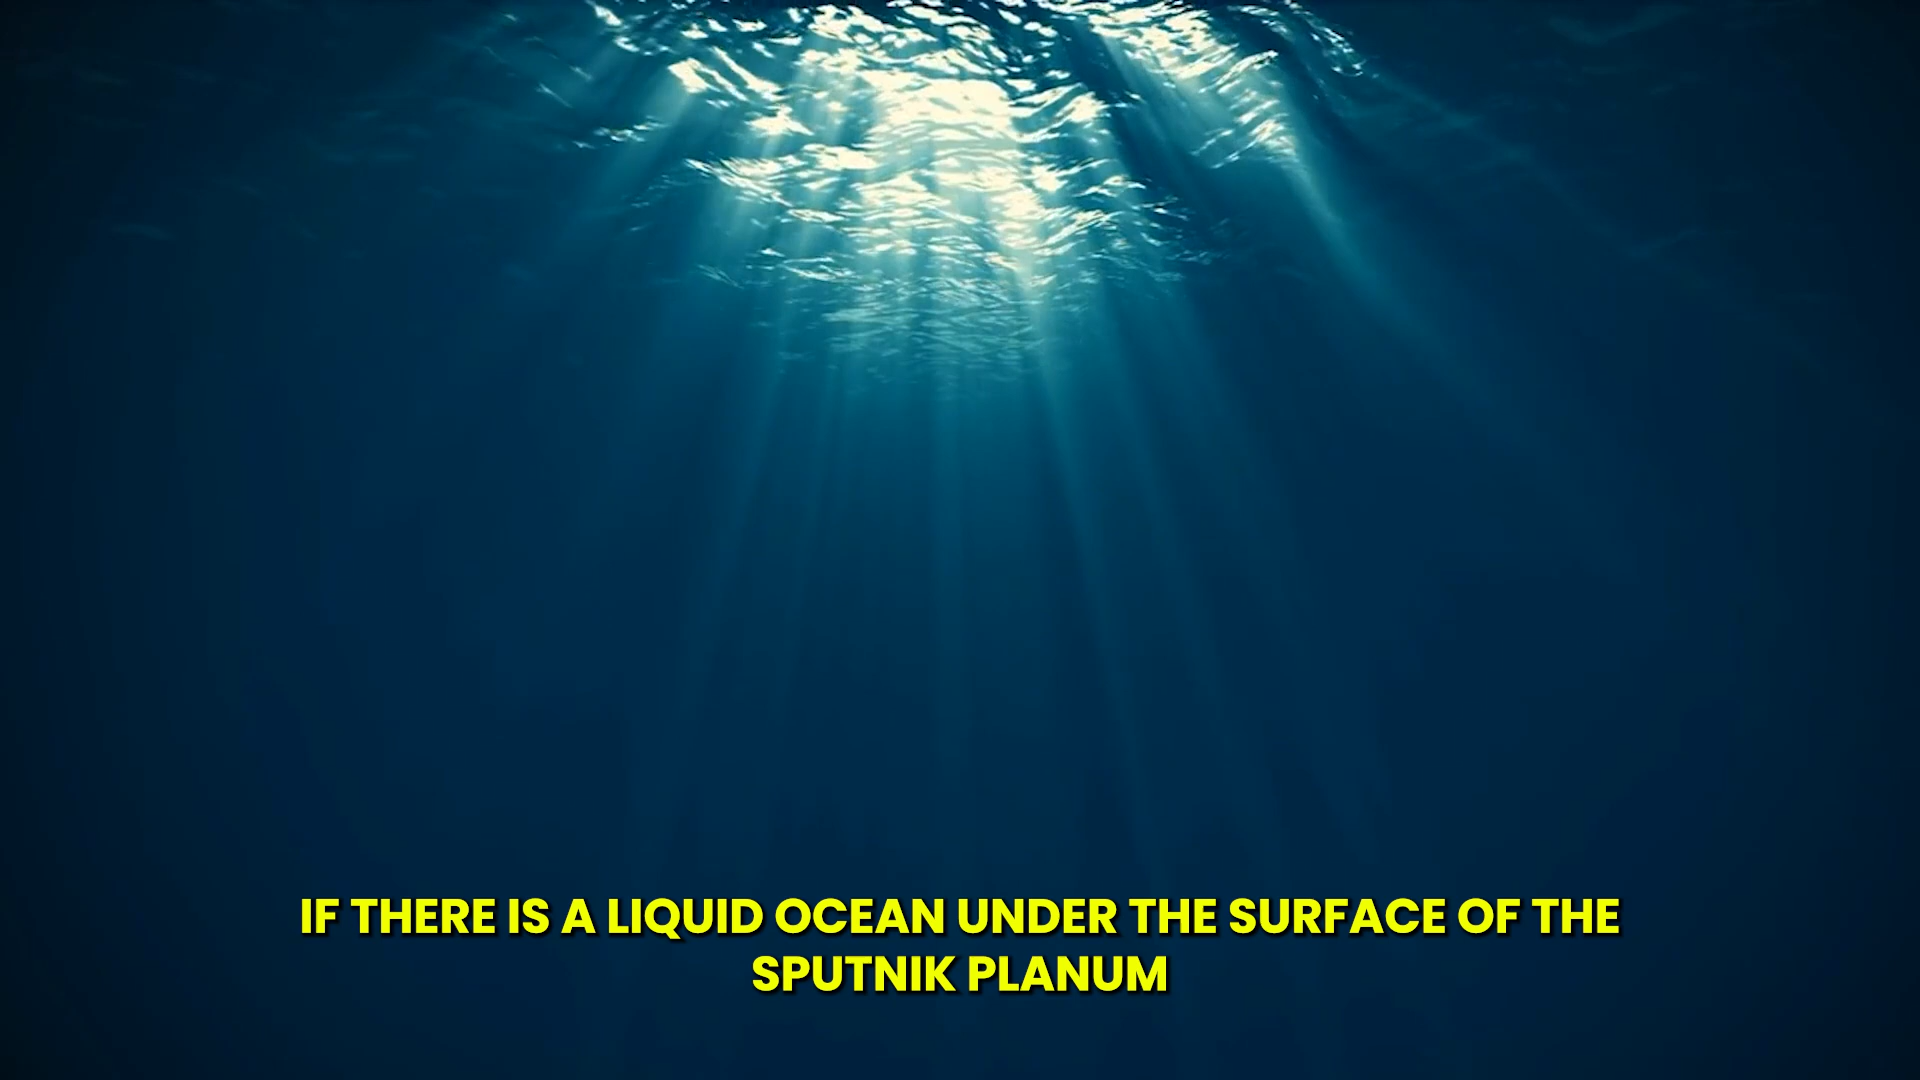 IF THERE IS A LIQUID OCEAN UNDER THE SURFACE OF THE
SPUTNIK PLANUM